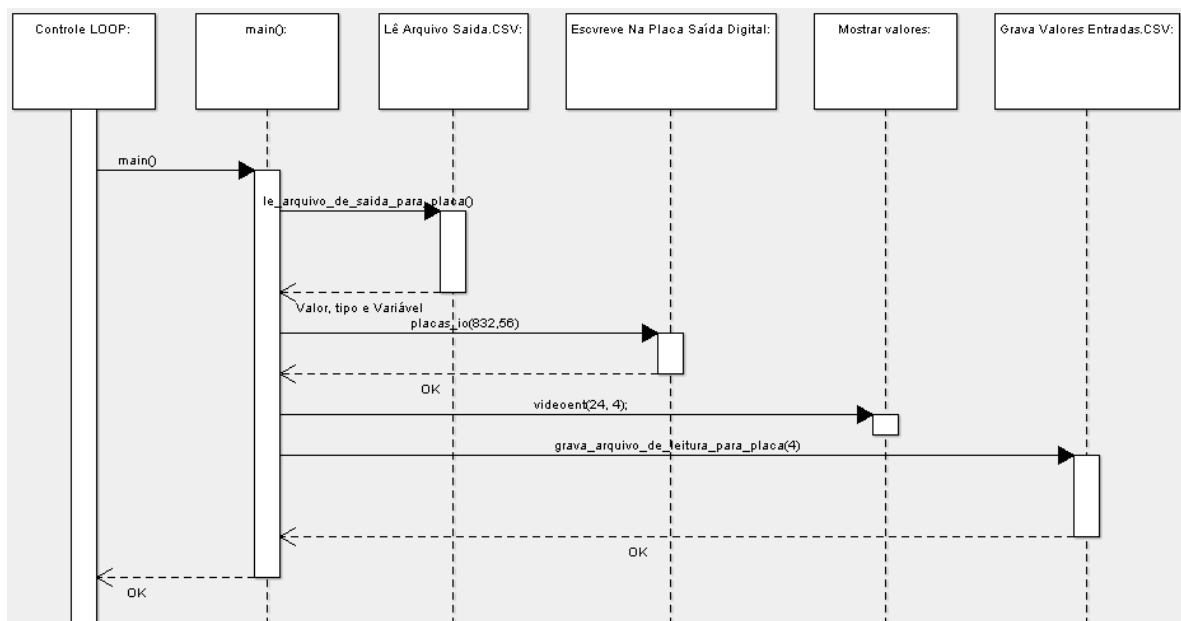 Controle LOOP:
main():
Lê Arquivo Saida.CSV:
Esovreve Na Placa Saída Digital:
Mostrar valores:
Grava Valores Entradas.CSV:
main()
le_arquivo_de_saida_para_placa()
Valor, tipo e Variável
placas_io(832,56)
OK
videoent(24, 4);
grava_arquivo_de_leitura_para_placa(4)
OK
OK